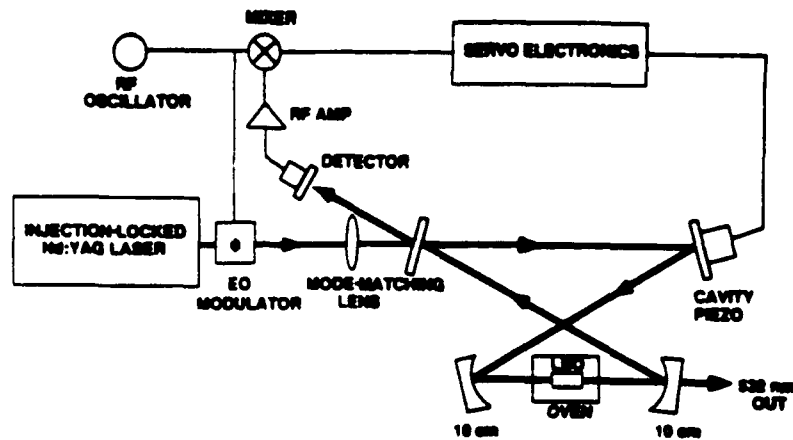 MIXER
SERVO ELECTRONICS
RF
OSCILLATOR
RF AMP
DETECTOR
INJECTION-LOCKED
Nd:YAG LASER
EO
MODULATOR
MODE-MATCHING
LENS
CAVITY
PIEZO
LBO
OVEN
532 nm
OUT
10 cm
10 cm